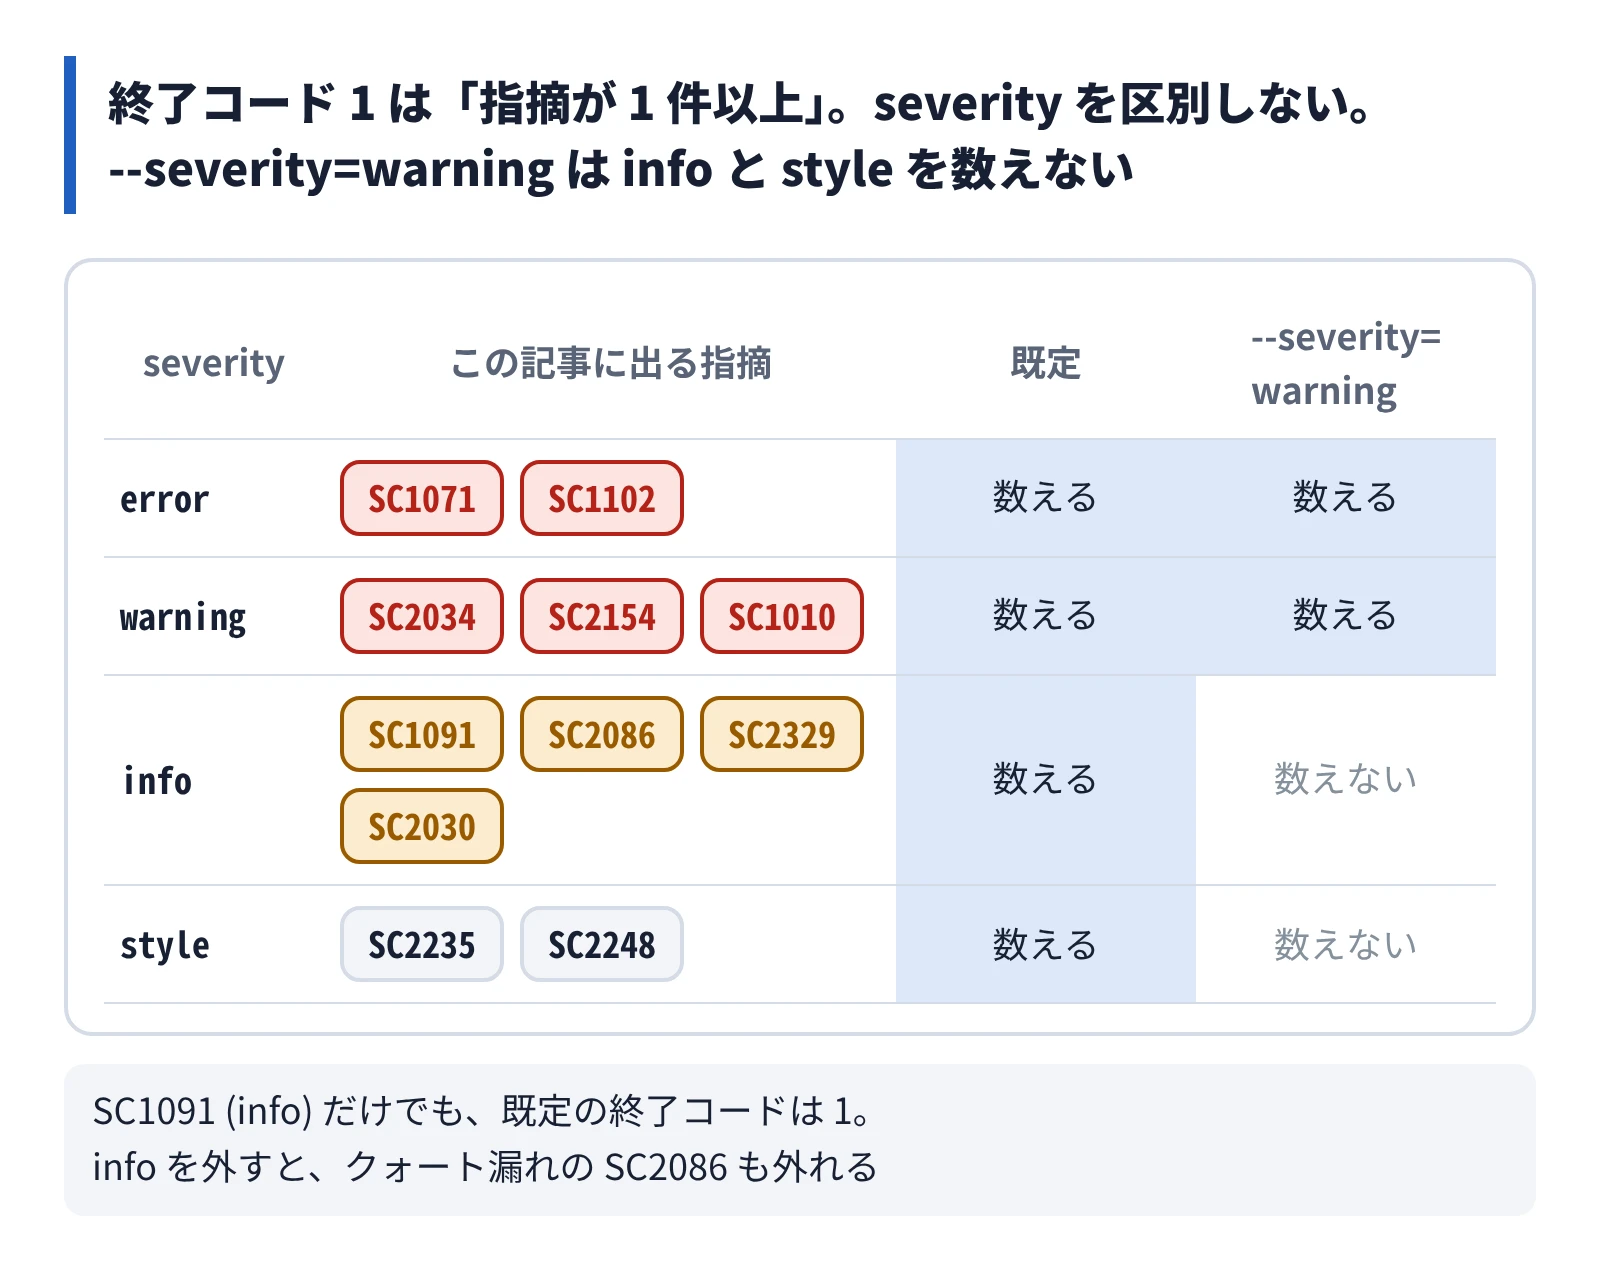 終了コード 1 は「指摘が 1 件以上」。severity を区別しない。
--severity=warning は info と style を数えない
severity
この記事に出る指摘
既定
--severity=
warning
error
SC1071
SC1102
数える
数える
warning
SC2034
SC2154
SC1010
数える
数える
info
SC1091
SC2086
SC2329
SC2030
数える
数えない
style
SC2235
SC2248
数える
数えない
SC1091 (info) だけでも、既定の終了コードは 1。
info を外すと、クォート漏れの SC2086 も外れる